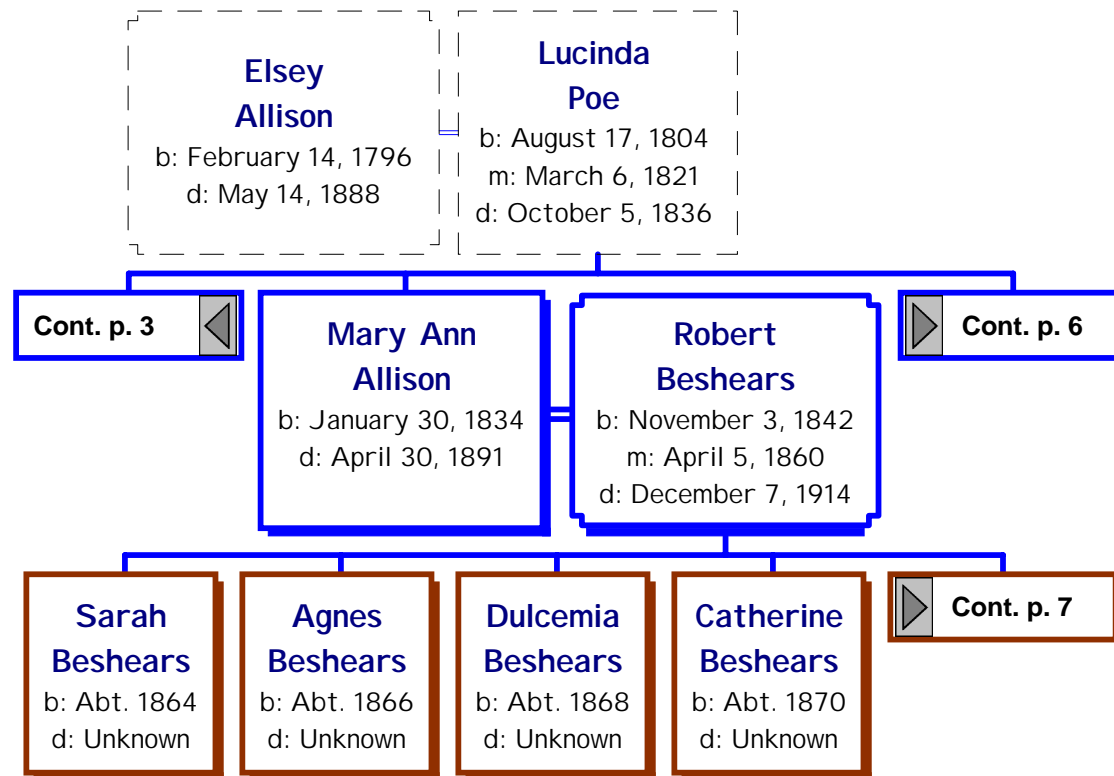 Elsey
Allison
b: February 14, 1796
d: May 14, 1888
Lucinda
Poe
b: August 17, 1804
m: March 6, 1821
d: October 5, 1836
Cont. p. 3
Mary Ann
Allison
b: January 30, 1834
d: April 30, 1891
Robert
Beshears
b: November 3, 1842
m: April 5, 1860
d: December 7, 1914
Cont. p. 6
Sarah
Beshears
b: Abt. 1864
d: Unknown
Agnes
Beshears
b: Abt. 1866
d: Unknown
Dulcemia
Beshears
b: Abt. 1868
d: Unknown
Catherine
Beshears
b: Abt. 1870
d: Unknown
Cont. p. 7